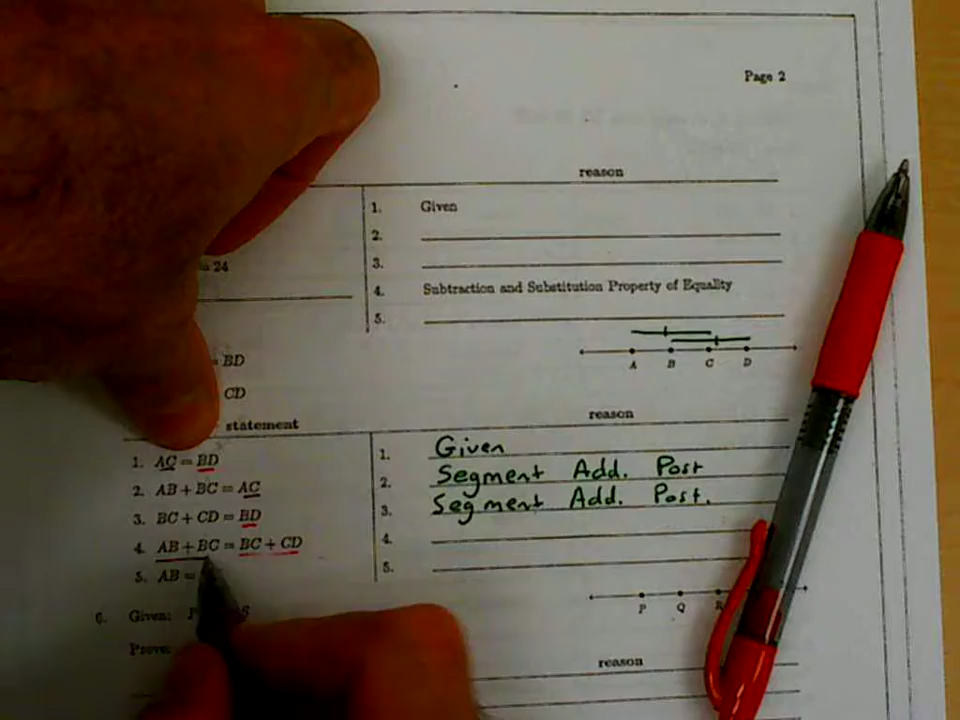 Page 2
reason
1. Given
2.
3.
24
4. Subtraction and Substitution Property of Equality
5.
= BD
A B C D
CD
statement
reason
1. AC = BD
1. Given
2. AB + BC = AC
2. Segment Add. Post
3. BC + CD = BD
3. Segment Add. Post.
4. AB + BC = BC + CD
4.
5. AB =
5.
P Q R
6. Given: P S
Prove:
reason